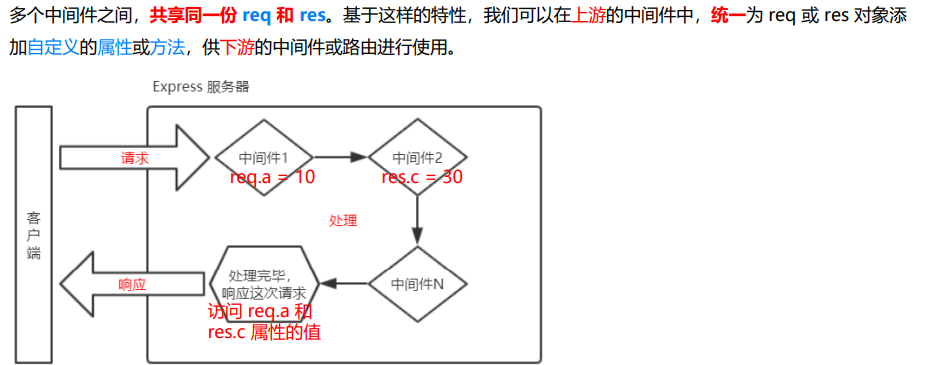 多个中间件之间，共享同一份 req 和 res。基于这样的特性，我们可以在上游的中间件中，统一为 req 或 res 对象添
加自定义的属性或方法，供下游的中间件或路由进行使用。
Express 服务器
客户端
请求
中间件1
req.a = 10
中间件2
res.c = 30
处理
响应
处理完毕，
响应这次请求
访问 req.a 和
res.c 属性的值
中间件N